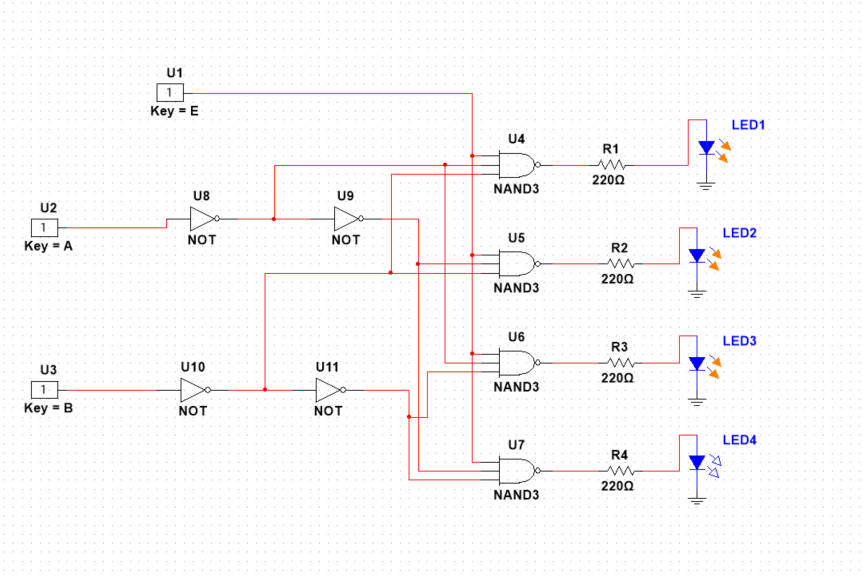 U1
1
Key = E
U2
1
Key = A
U8
NOT
U9
NOT
U3
1
Key = B
U10
NOT
U11
NOT
U4
NAND3
R1
220Ω
LED1
U5
NAND3
R2
220Ω
LED2
U6
NAND3
R3
220Ω
LED3
U7
NAND3
R4
220Ω
LED4